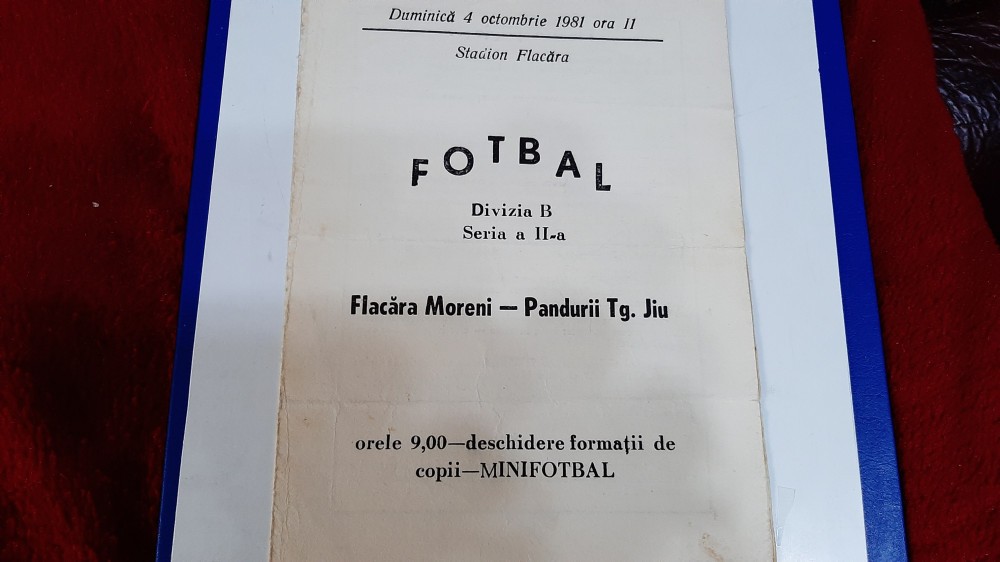 Duminică 4 octombrie 1981 ora 11
Stadion Flacăra
FOTBAL
Divizia B
Seria a II-a
Flacăra Moreni — Pandurii Tg. Jiu
orele 9,00—deschidere formații de
copii—MINIFOTBAL